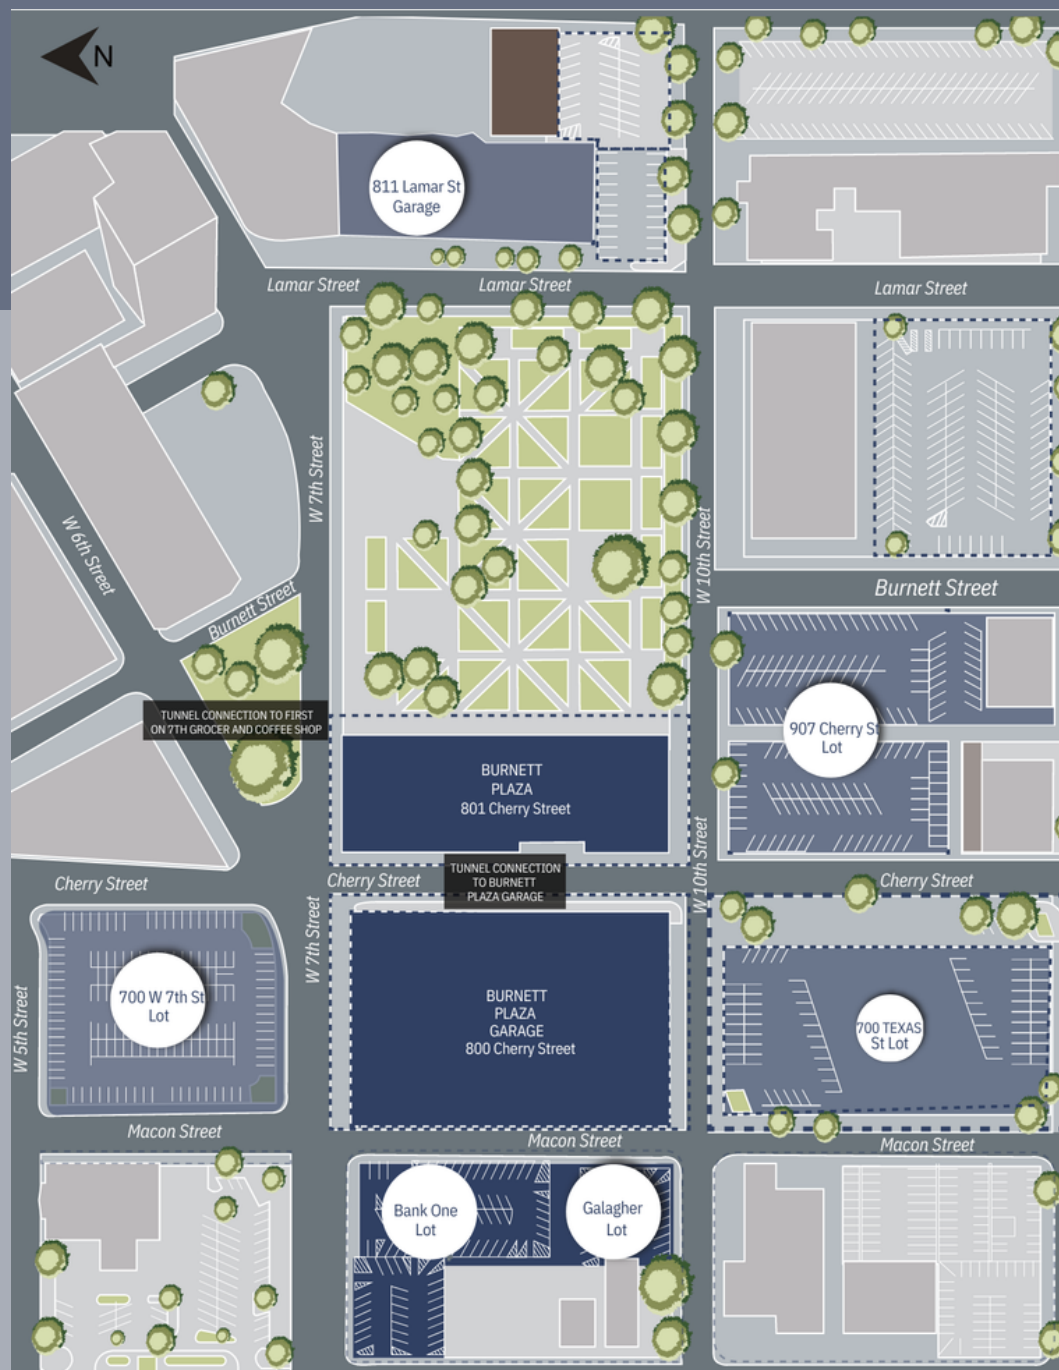 N
811 Lamar St
Garage
Lamar Street
Lamar Street
Lamar Street
W 7th Street
W 6th Street
W 10th Street
Burnett Street
Burnett Street
TUNNEL CONNECTION TO FIRST
ON 7TH GROCER AND COFFEE SHOP
907 Cherry St
Lot
BURNETT
PLAZA
801 Cherry Street
W 10th Street
TUNNEL CONNECTION
TO BURNETT
PLAZA GARAGE
Cherry Street
Cherry Street
Cherry Street
W 7th Street
W 5th Street
700 W 7th St
Lot
BURNETT
PLAZA
GARAGE
800 Cherry Street
700 TEXAS
St Lot
Macon Street
Macon Street
Macon Street
Bank One
Lot
Galagher
Lot